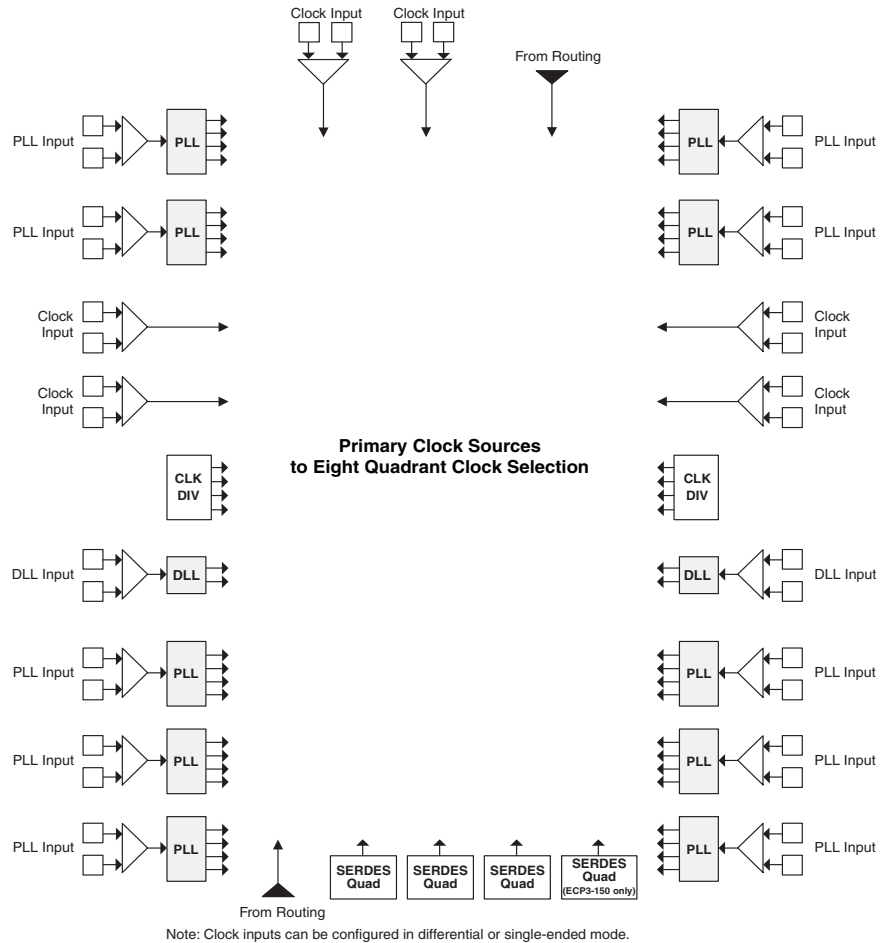 Clock Input
Clock Input
From Routing
PLL Input
PLL
PLL
PLL Input
PLL Input
PLL
PLL
PLL Input
Clock
Input
Clock
Input
Clock
Input
Clock
Input
Primary Clock Sources
to Eight Quadrant Clock Selection
CLK
DIV
CLK
DIV
DLL Input
DLL
DLL
DLL Input
PLL Input
PLL
PLL
PLL Input
PLL Input
PLL
PLL
PLL Input
PLL Input
PLL
SERDES
Quad
SERDES
Quad
SERDES
Quad
SERDES
Quad
(ECP3-150 only)
PLL
PLL Input
From Routing
Note: Clock inputs can be configured in differential or single-ended mode.